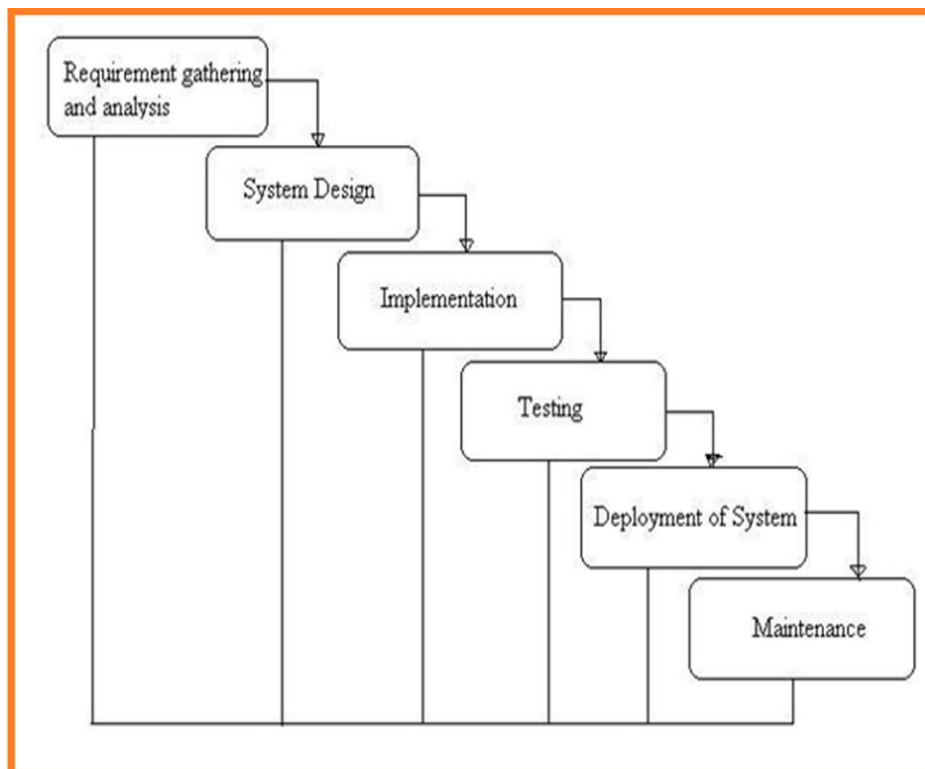 Requirement gathering
and analysis
System Design
Implementation
Testing
Deployment of System
Maintenance